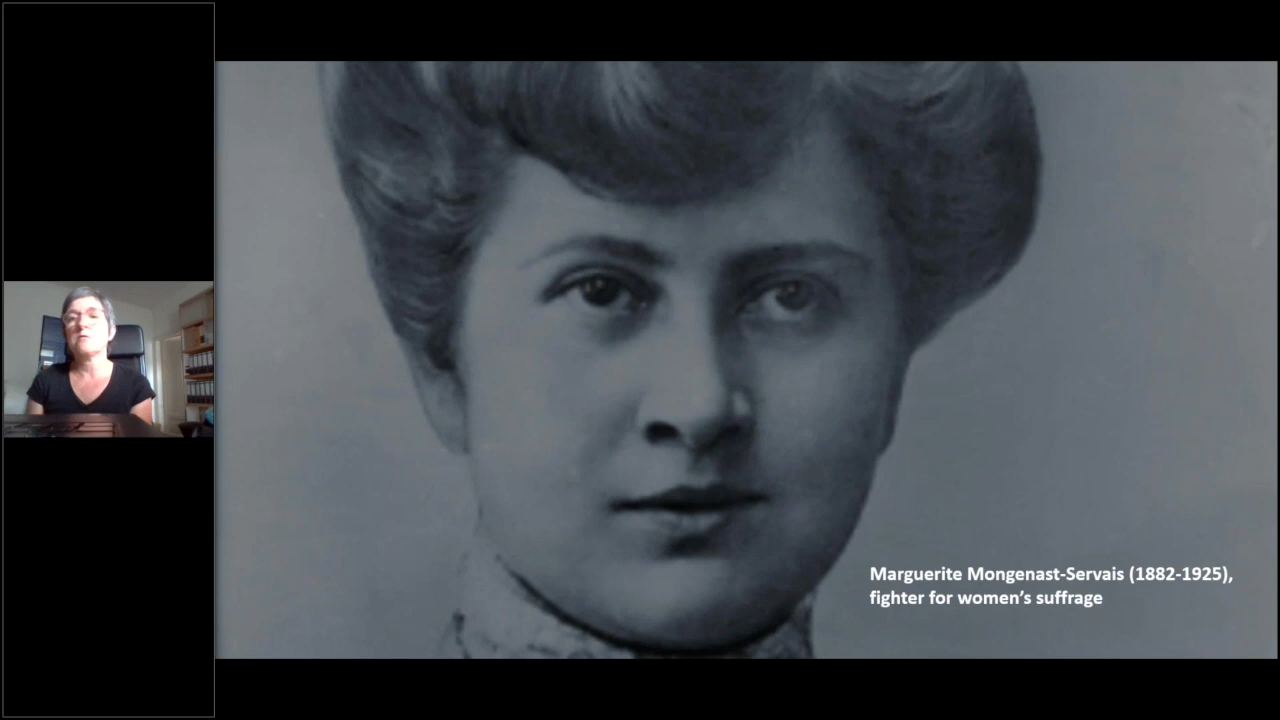 Marguerite Mongenast-Servais (1882-1925),
fighter for women’s suffrage